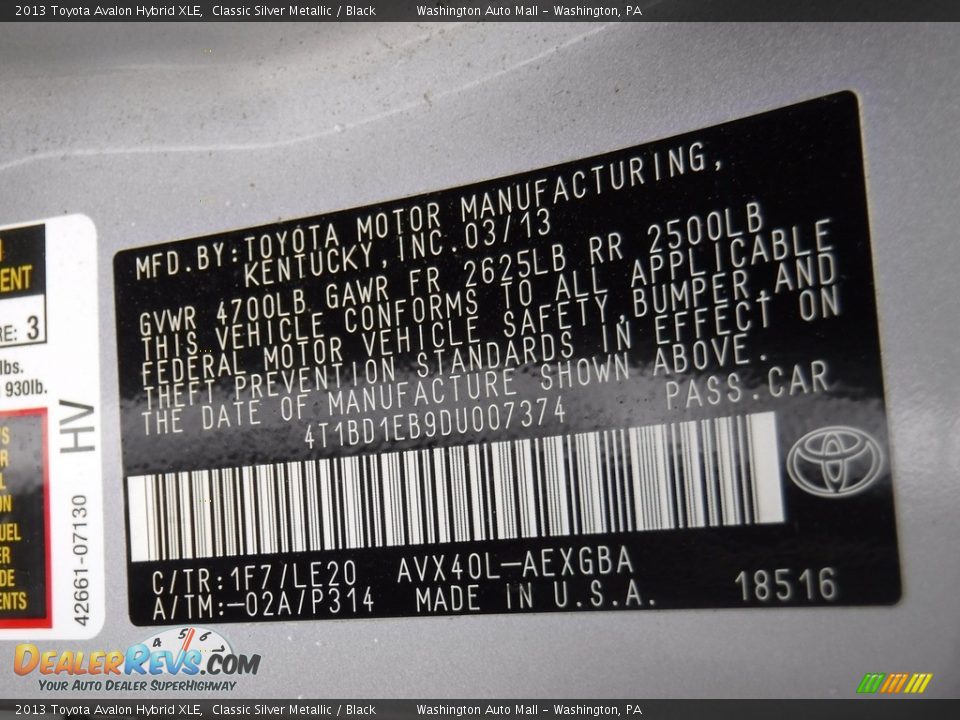 2013 Toyota Avalon Hybrid XLE, Classic Silver Metallic / Black Washington Auto Mall - Washington, PA
MFD.BY:TOYOTA MOTOR MANUFACTURING,
KENTUCKY,INC.03/13
GVWR 4700LB GAWR FR 2625LB RR 2500LB
THIS VEHICLE CONFORMS TO ALL APPLICABLE
FEDERAL MOTOR VEHICLE SAFETY,BUMPER,AND
THEFT PREVENTION STANDARDS IN EFFECT ON
THE DATE OF MANUFACTURE SHOWN ABOVE.
4T1BD1EB9DU007374 PASS.CAR
C/TR:1F7/LE20 AVX40L-AEXGBA
A/TM:-02A/P314 MADE IN U.S.A. 18516
3
lbs.
930lb.
HV
42661-07130
4 5 6 7
DealerRevs.com
Your Auto Dealer SuperHighway
2013 Toyota Avalon Hybrid XLE, Classic Silver Metallic / Black Washington Auto Mall - Washington, PA